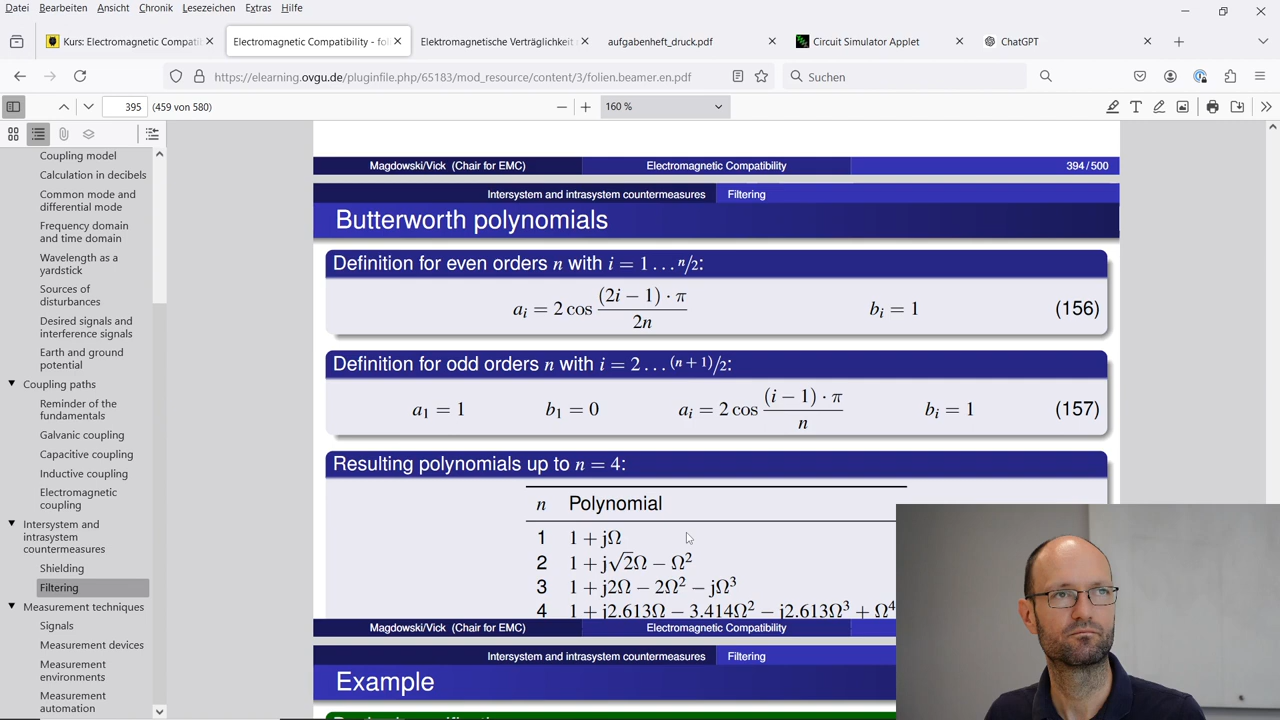 Datei Bearbeiten Ansicht Chronik Lesezeichen Extras Hilfe
Kurs: Electromagnetic Compatibi
Electromagnetic Compatibility - foli
Elektromagnetische Verträglichkeit
aufgabenheft_druck.pdf
Circuit Simulator Applet
ChatGPT
https://elearning.ovgu.de/pluginfile.php/65183/mod_resource/content/3/folien.beamer.en.pdf
Suchen
395 (459 von 580)
160 %
Coupling model
Calculation in decibels
Common mode and
differential mode
Frequency domain
and time domain
Wavelength as a
yardstick
Sources of
disturbances
Desired signals and
interference signals
Earth and ground
potential
Coupling paths
Reminder of the
fundamentals
Galvanic coupling
Capacitive coupling
Inductive coupling
Electromagnetic
coupling
Intersystem and
intrasystem
countermeasures
Shielding
Filtering
Measurement techniques
Signals
Measurement devices
Measurement
environments
Measurement
automation
Magdowski/Vick (Chair for EMC) Electromagnetic Compatibility 394/500
Intersystem and intrasystem countermeasures Filtering
Butterworth polynomials
Definition for even orders n with i = 1 … n/2:
a_i = 2 cos ((2i − 1) · π)/(2n) b_i = 1 (156)
Definition for odd orders n with i = 2 … (n+1)/2:
a_1 = 1 b_1 = 0 a_i = 2 cos ((i − 1) · π)/n b_i = 1 (157)
Resulting polynomials up to n = 4:
n Polynomial
1 1 + jΩ
2 1 + j√2Ω − Ω²
3 1 + j2Ω − 2Ω² − jΩ³
4 1 + j2.613Ω − 3.414Ω² − j2.613Ω³ + Ω⁴
Magdowski/Vick (Chair for EMC) Electromagnetic Compatibility
Intersystem and intrasystem countermeasures Filtering
Example